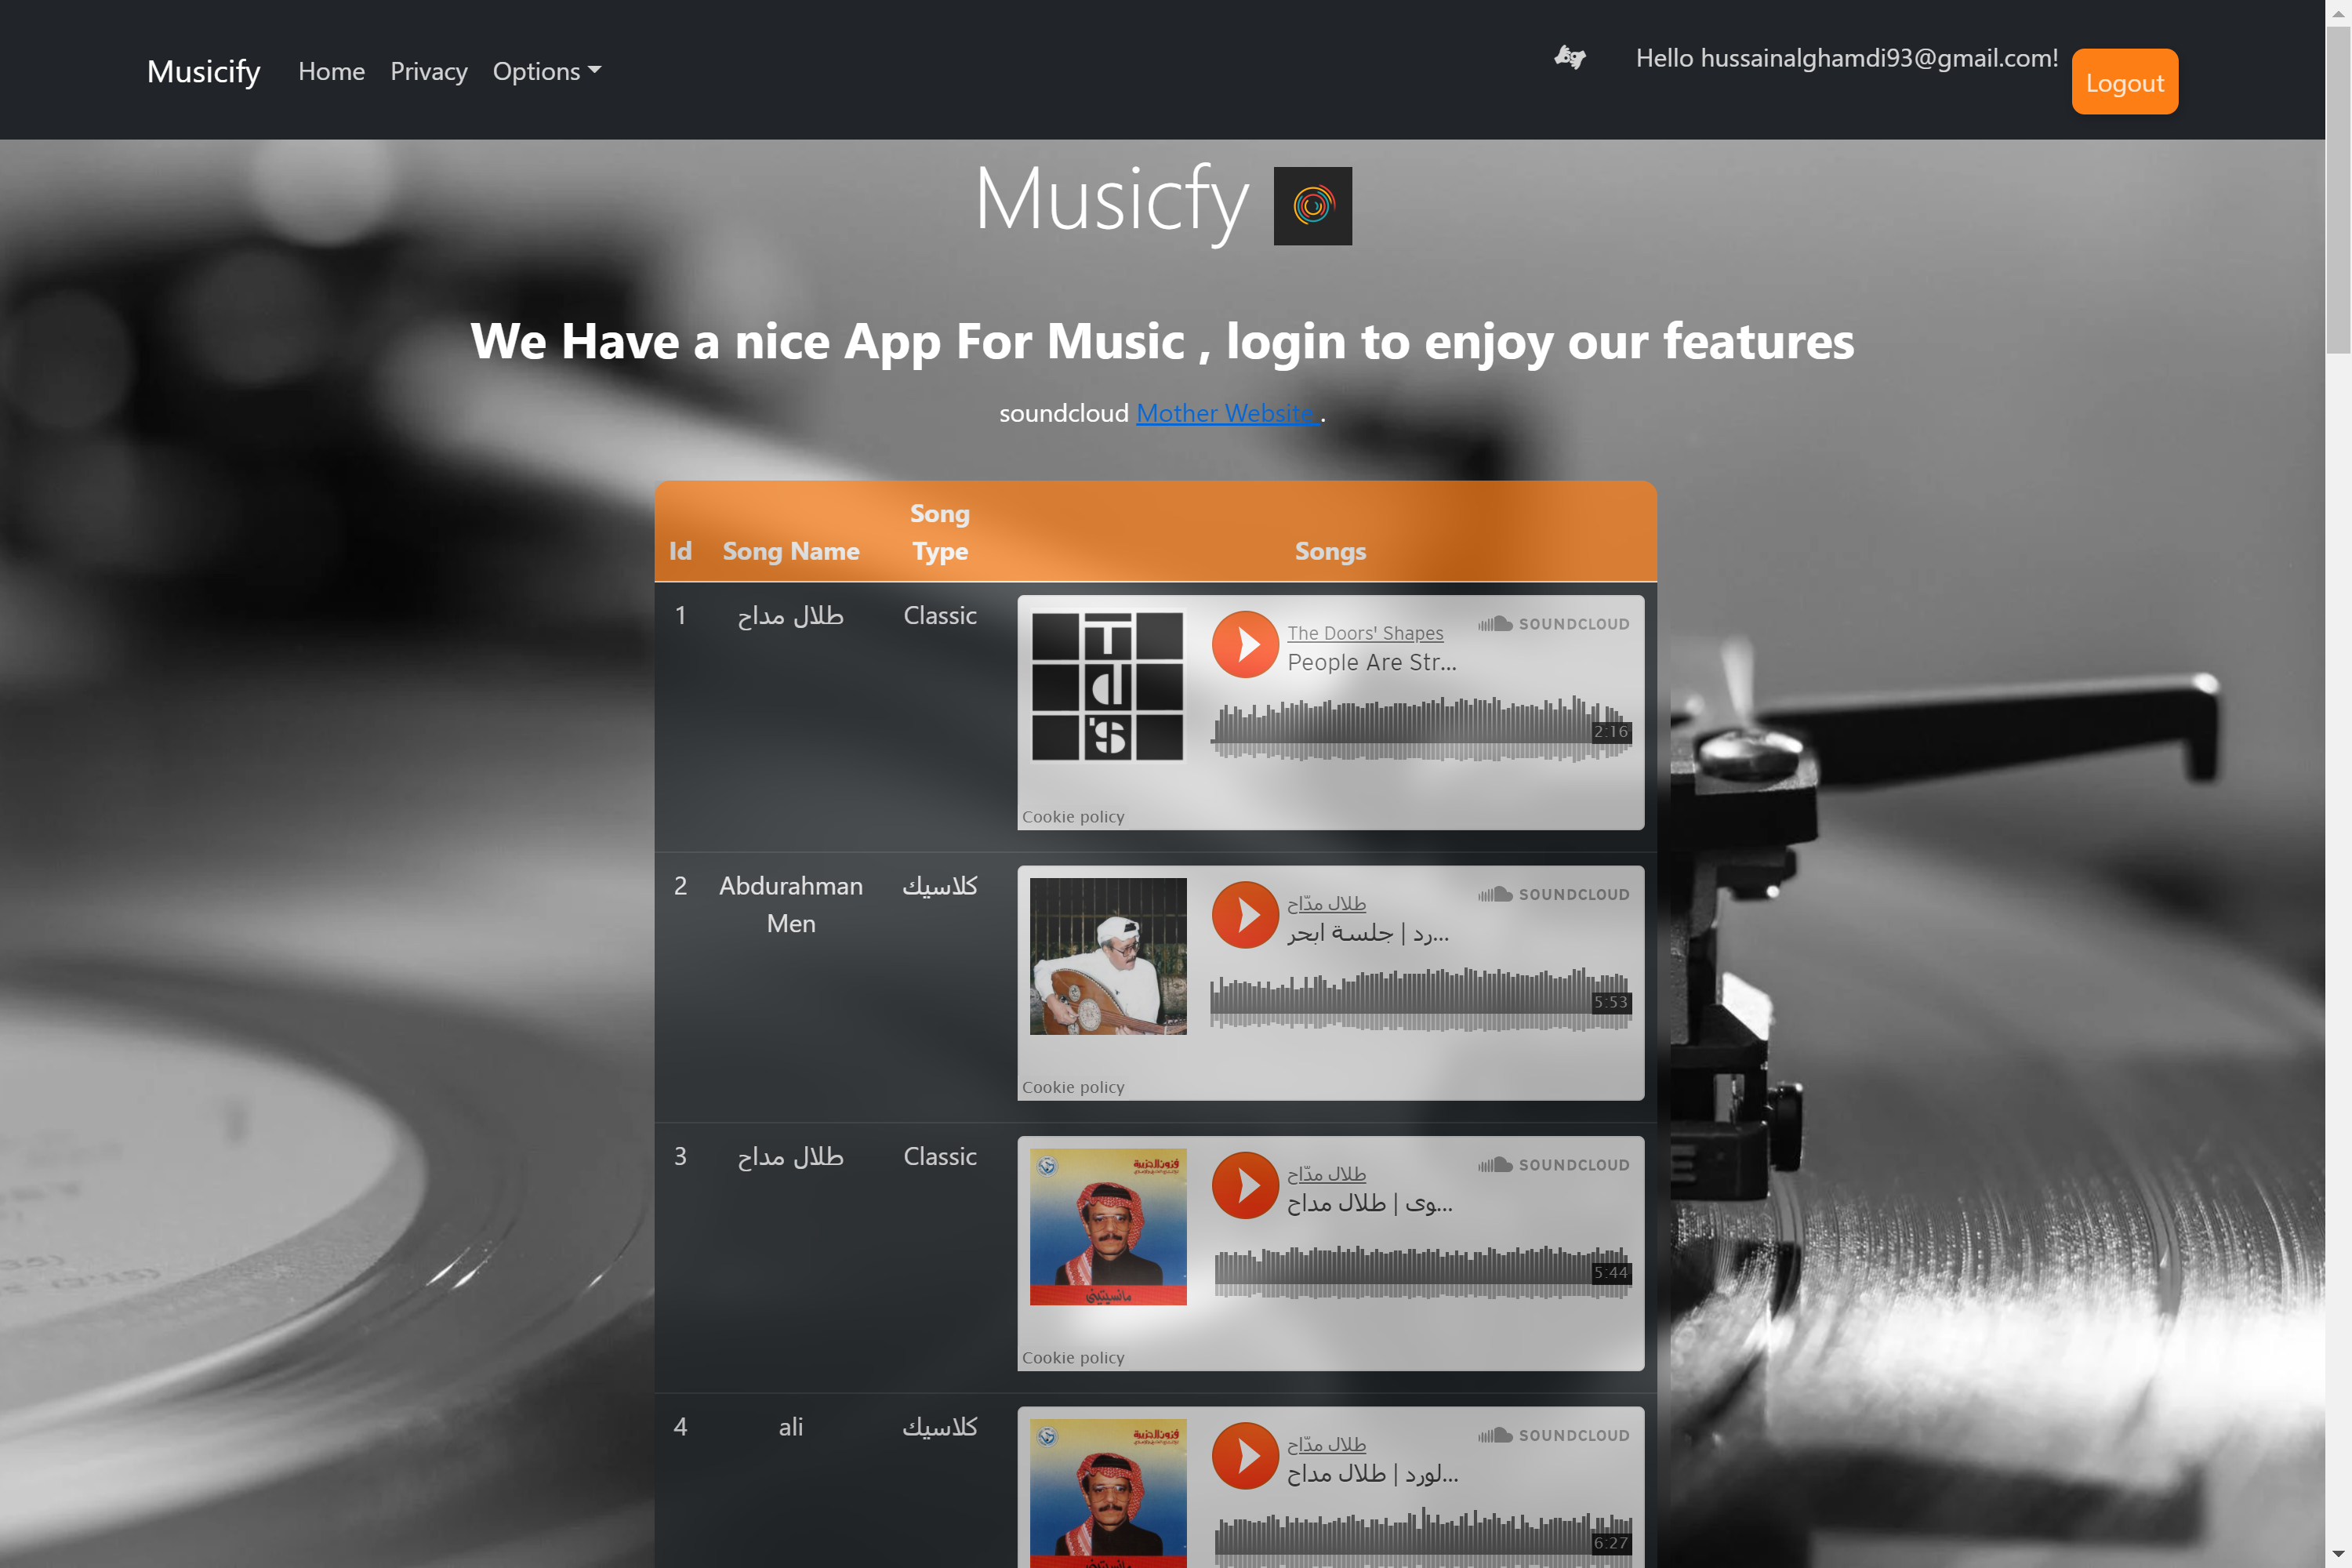 Musicify Home Privacy Options Hello hussainalghamdi93@gmail.com! Logout
Musicfy
We Have a nice App For Music , login to enjoy our features
soundcloud Mother Website .
Id Song Name Song Type Songs
1 طلال مداح Classic
The Doors' Shapes SOUNDCLOUD
People Are Str...
2:16
Cookie policy
2 Abdurahman Men كلاسيك
طلال مدّاح SOUNDCLOUD
رد | جلسة ابحر...
5:53
Cookie policy
3 طلال مداح Classic
طلال مدّاح SOUNDCLOUD
وى | طلال مداح...
5:44
Cookie policy
4 ali كلاسيك
طلال مدّاح SOUNDCLOUD
لورد | طلال مداح...
6:27